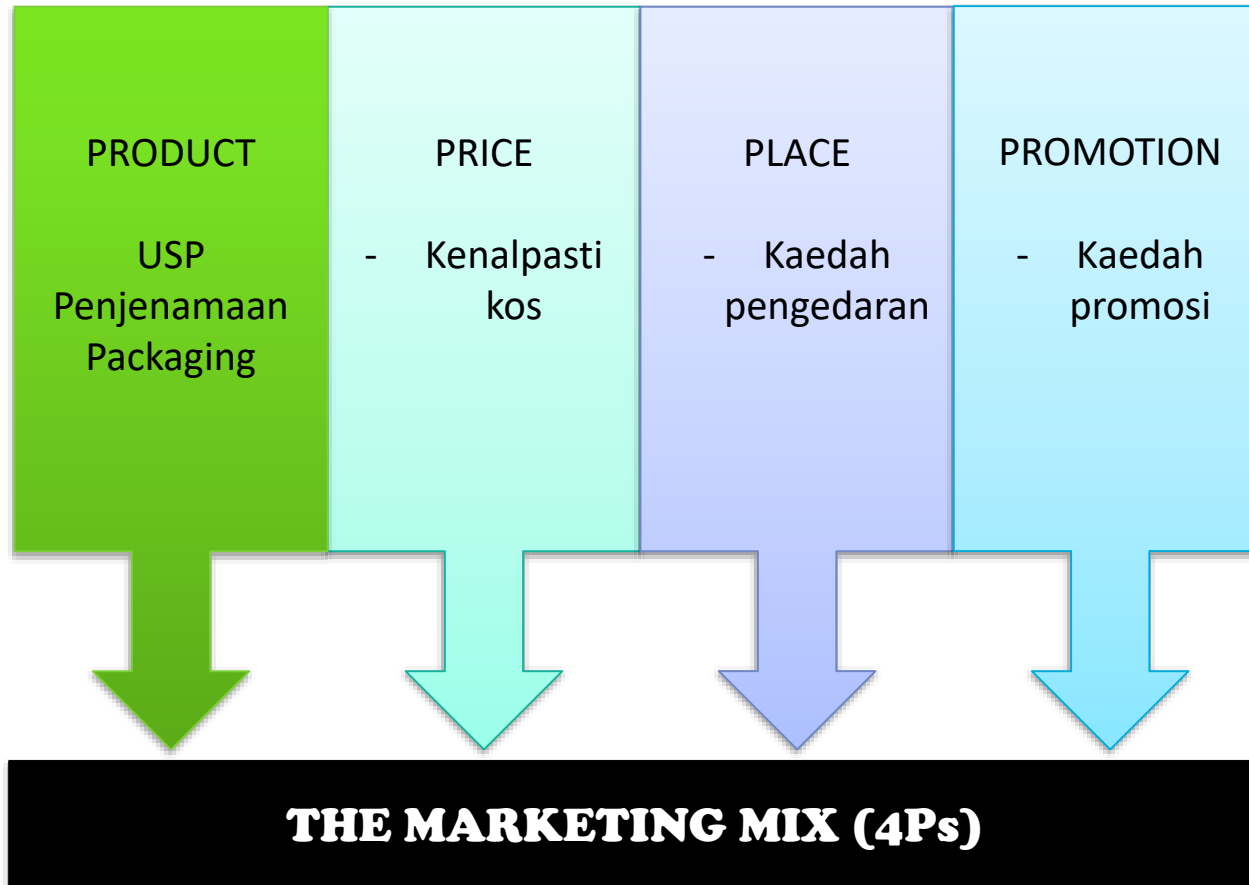 PRODUCT
USP
Penjenamaan
Packaging
PRICE
- Kenalpasti
kos
PLACE
- Kaedah
pengedaran
PROMOTION
- Kaedah
promosi
THE MARKETING MIX (4Ps)